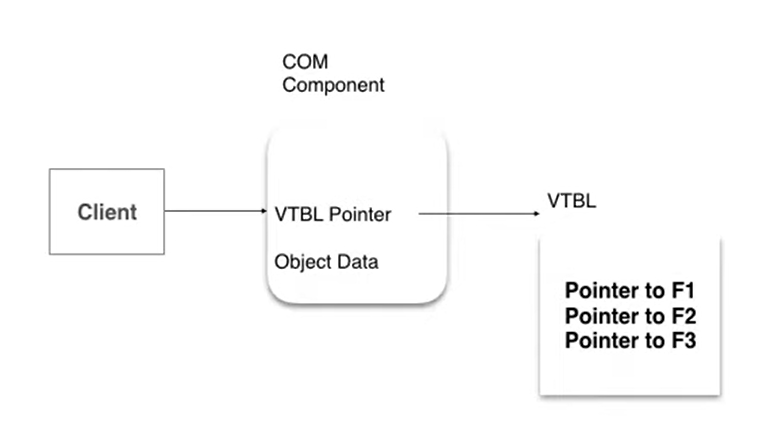 COM
Component
Client
VTBL Pointer
Object Data
VTBL
Pointer to F1
Pointer to F2
Pointer to F3